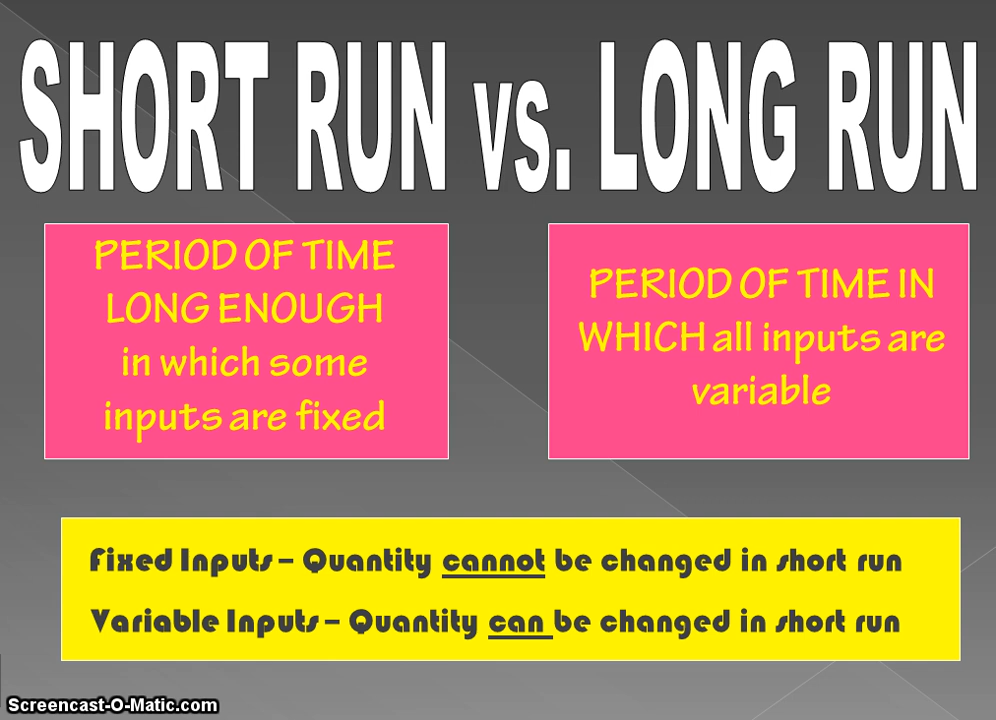 SHORT RUN vs. LONG RUN
PERIOD OF TIME
LONG ENOUGH
in which some
inputs are fixed
PERIOD OF TIME IN
WHICH all inputs are
variable
Fixed Inputs – Quantity cannot be changed in short run
Variable Inputs – Quantity can be changed in short run
Screencast-O-Matic.com